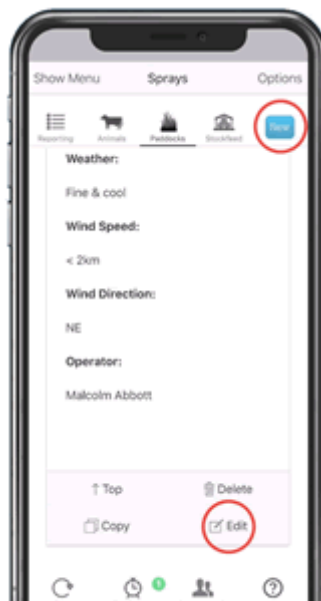 Show Menu Sprays Options
Reporting Animals Paddocks Stockfeed New
Weather:
Fine & cool
Wind Speed:
< 2km
Wind Direction:
NE
Operator:
Malcolm Abbott
↑ Top Delete
Copy Edit
1
?